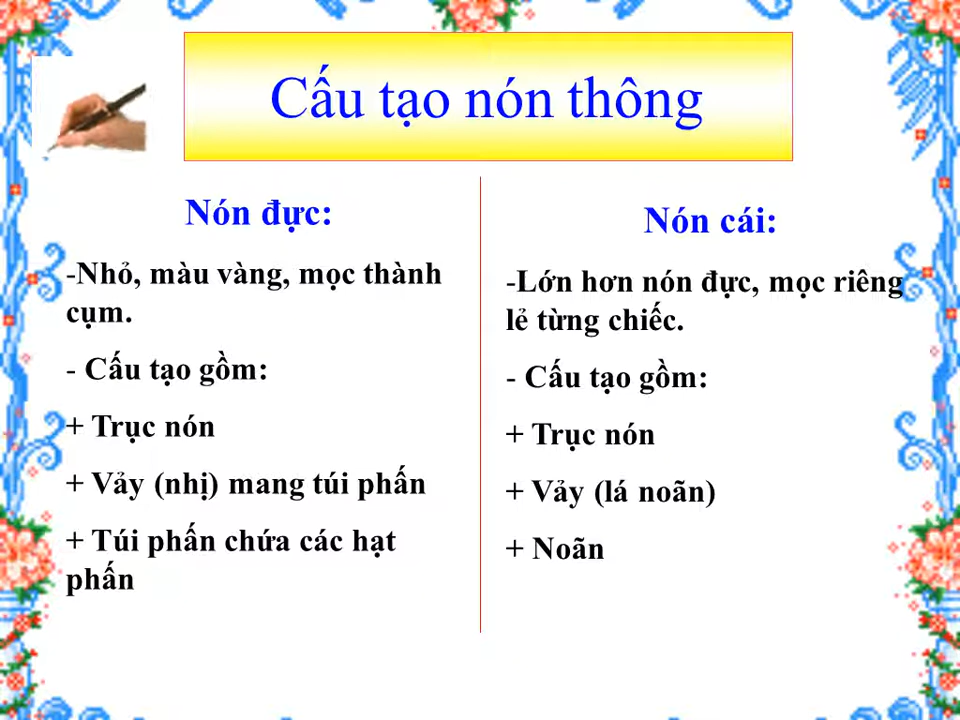 Cấu tạo nón thông
Nón đực:
-Nhỏ, màu vàng, mọc thành
cụm.
- Cấu tạo gồm:
+ Trục nón
+ Vảy (nhị) mang túi phấn
+ Túi phấn chứa các hạt
phấn
Nón cái:
-Lớn hơn nón đực, mọc riêng
lẻ từng chiếc.
- Cấu tạo gồm:
+ Trục nón
+ Vảy (lá noãn)
+ Noãn